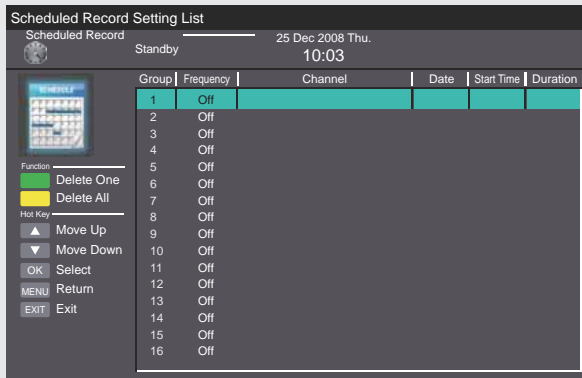 Scheduled Record Setting List
Scheduled Record
Standby
25 Dec 2008 Thu.
10:03
Group Frequency Channel Date Start Time Duration
SCHEDULE
1 Off
2 Off
3 Off
4 Off
5 Off
6 Off
7 Off
8 Off
9 Off
10 Off
11 Off
12 Off
13 Off
14 Off
15 Off
16 Off
Function
Delete One
Delete All
Hot Key
▲ Move Up
▼ Move Down
OK Select
MENU Return
EXIT Exit